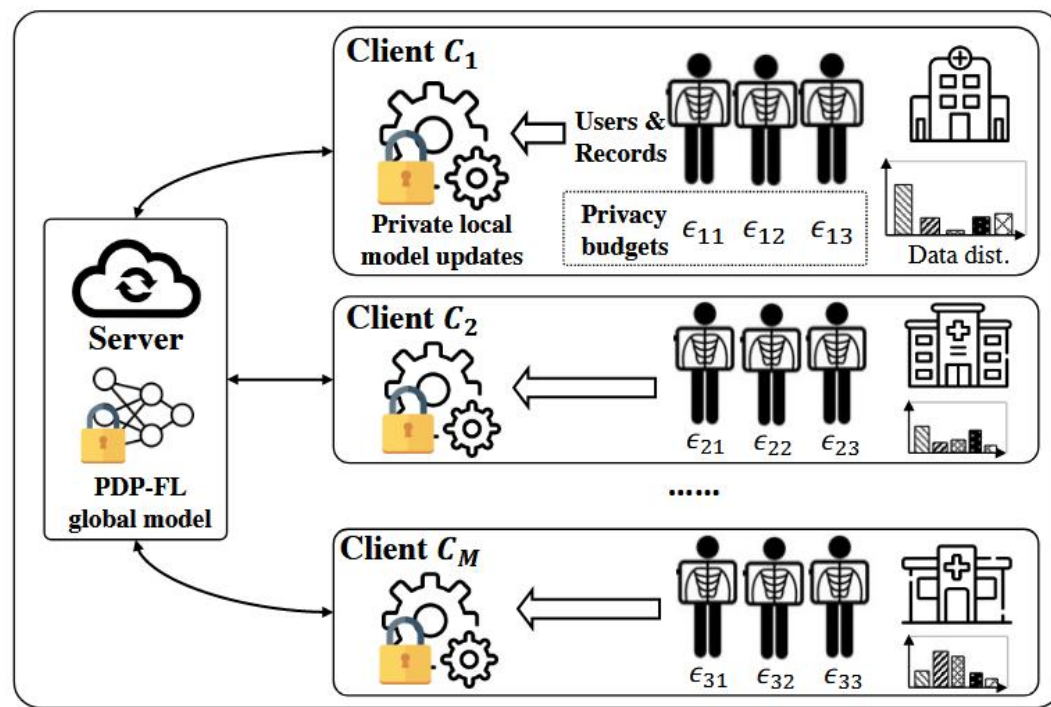 Client C₁
Users &
Records
Private local
model updates
Privacy
budgets
ϵ₁₁ ϵ₁₂ ϵ₁₃
Data dist.
Server
PDP-FL
global model
Client C₂
ϵ₂₁ ϵ₂₂ ϵ₂₃
......
Client C_M
ϵ₃₁ ϵ₃₂ ϵ₃₃